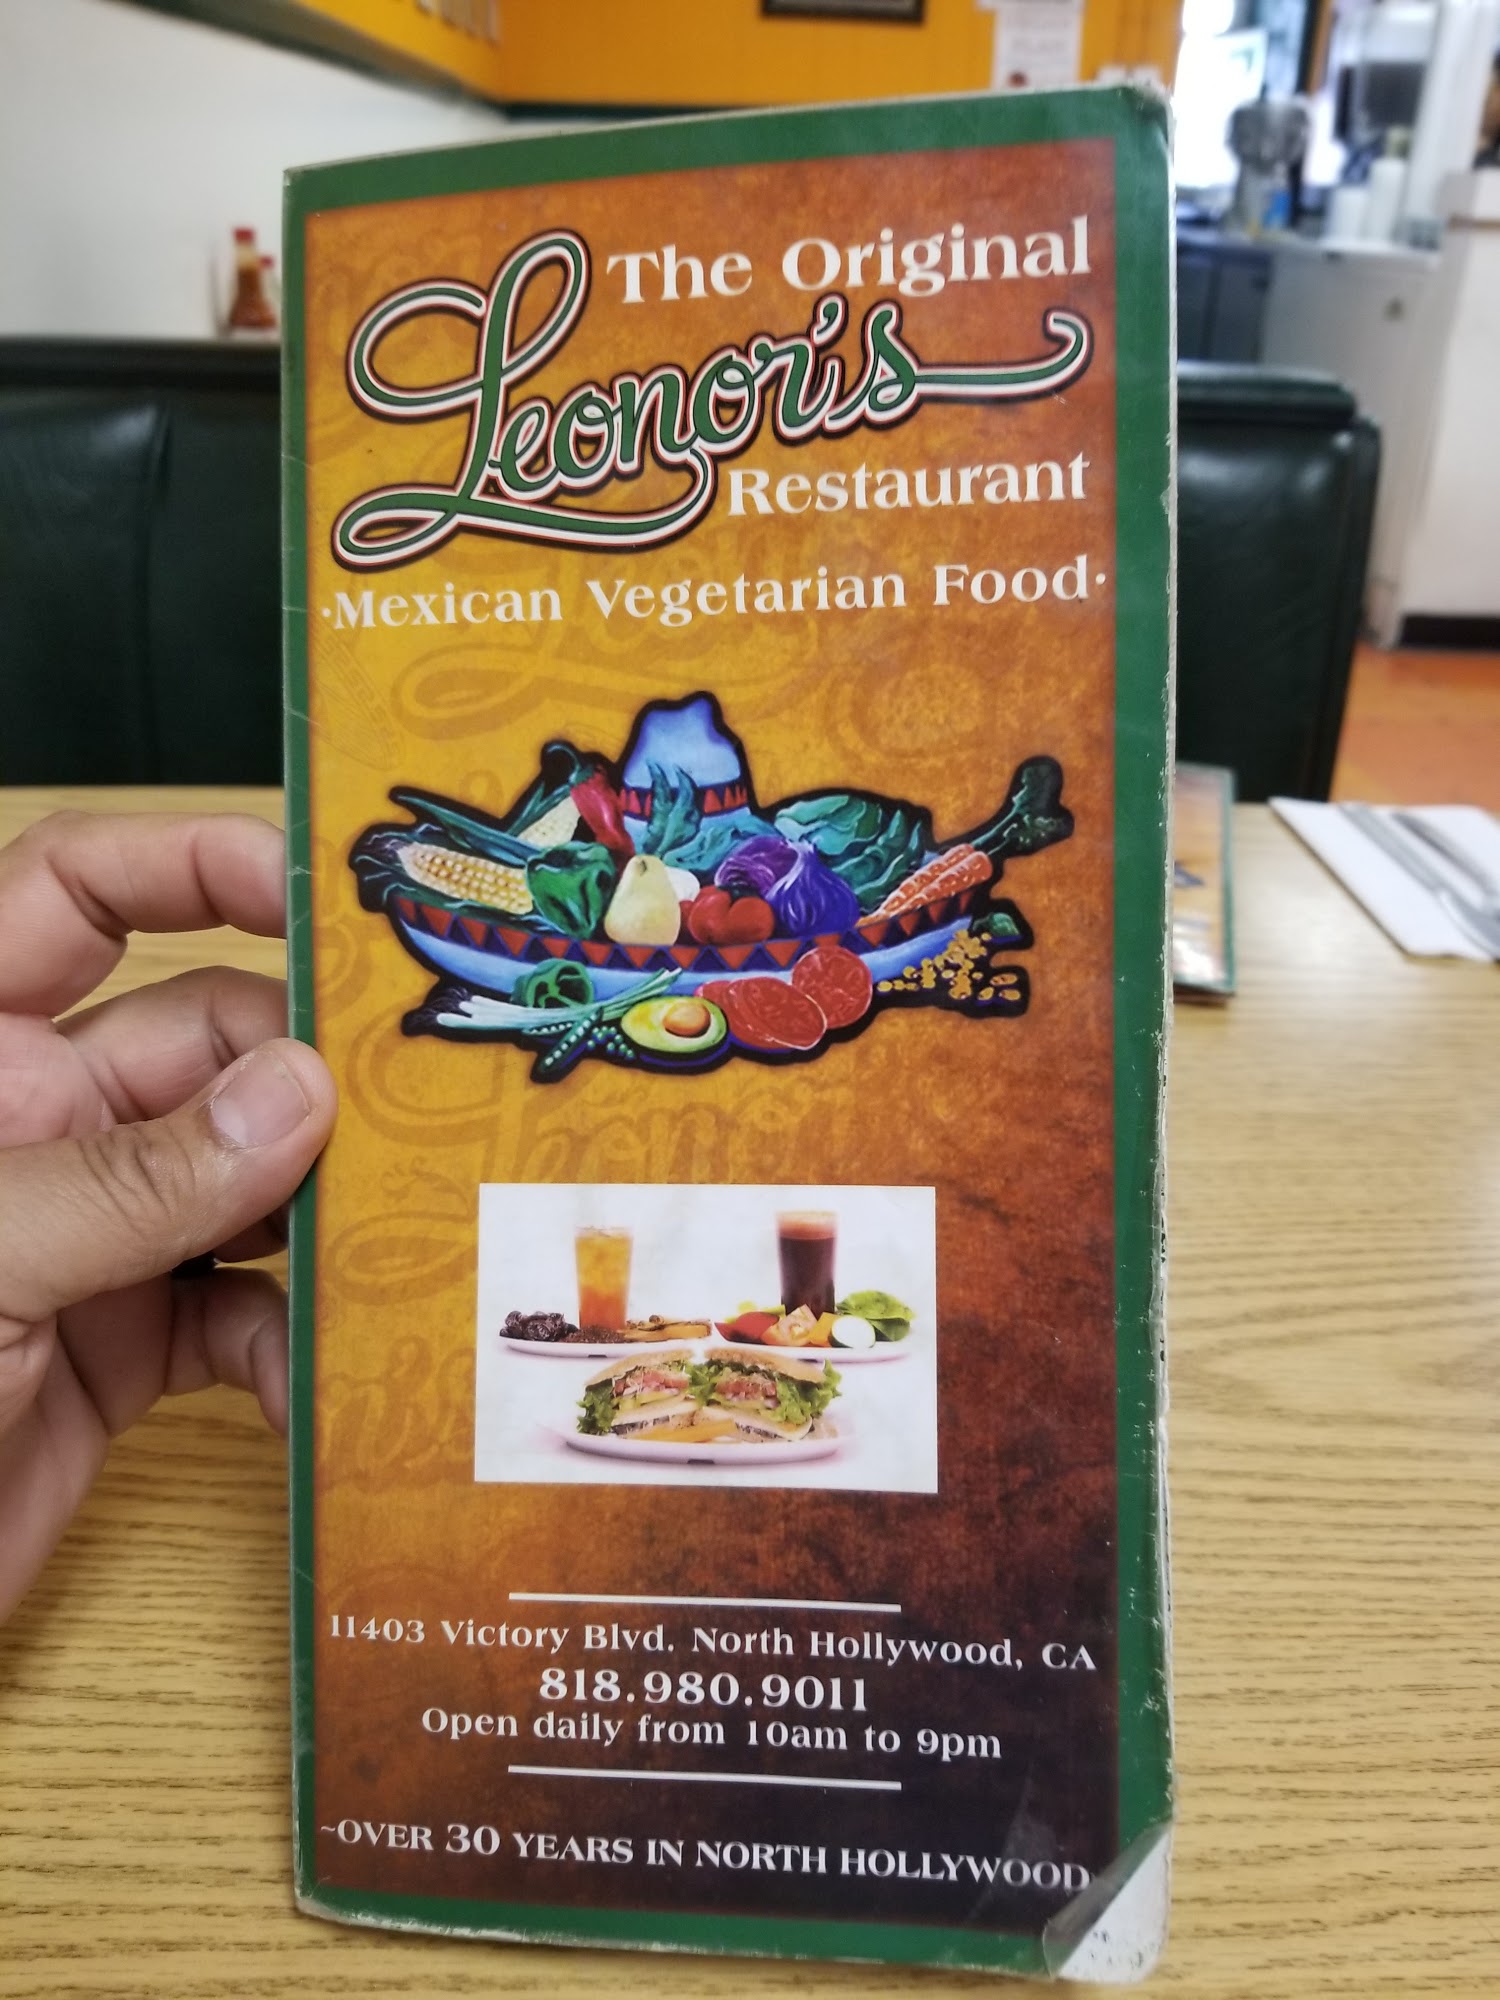 The Original
Leonor's
Restaurant
·Mexican Vegetarian Food·
11403 Victory Blvd. North Hollywood, CA
818.980.9011
Open daily from 10am to 9pm
~OVER 30 YEARS IN NORTH HOLLYWOOD